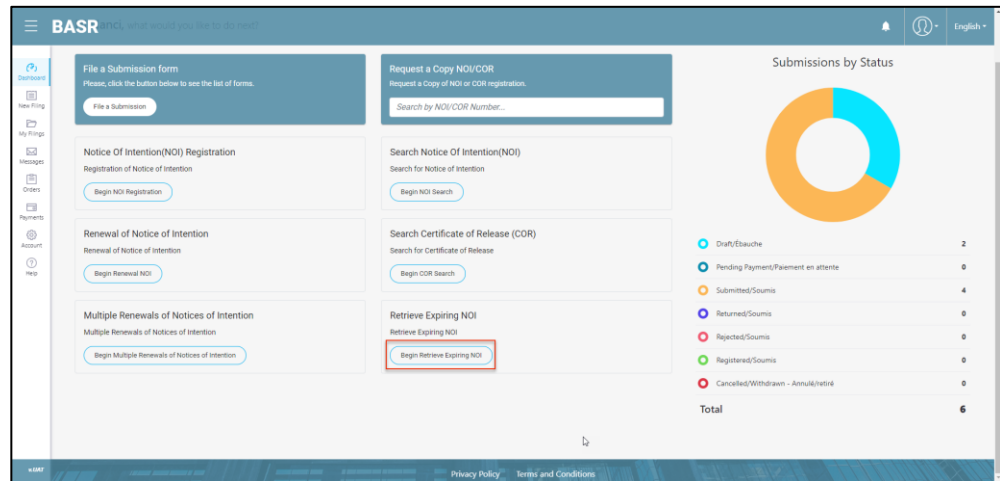 BASR
anci, what would you like to do next?
English
Dashboard
New Filing
My Filings
Messages
Orders
Payments
Account
Help
File a Submission form
Please, click the button below to see the list of forms.
File a Submission
Request a Copy NOI/COR
Request a Copy of NOI or COR registration.
Search by NOI/COR Number...
Notice Of Intention(NOI) Registration
Registration of Notice of Intention
Begin NOI Registration
Search Notice Of Intention(NOI)
Search for Notice of Intention
Begin NOI Search
Renewal of Notice of Intention
Renewal of Notice of Intention
Begin Renewal NOI
Search Certificate of Release (COR)
Search for Certificate of Release
Begin COR Search
Multiple Renewals of Notices of Intention
Multiple Renewals of Notices of Intention
Begin Multiple Renewals of Notices of Intention
Retrieve Expiring NOI
Retrieve Expiring NOI
Begin Retrieve Expiring NOI
Submissions by Status
Draft/Ébauche 2
Pending Payment/Paiement en attente 0
Submitted/Soumis 4
Returned/Soumis 0
Rejected/Soumis 0
Registered/Soumis 0
Cancelled/Withdrawn - Annulé/retiré 0
Total 6
v.UAT
Privacy Policy Terms and Conditions